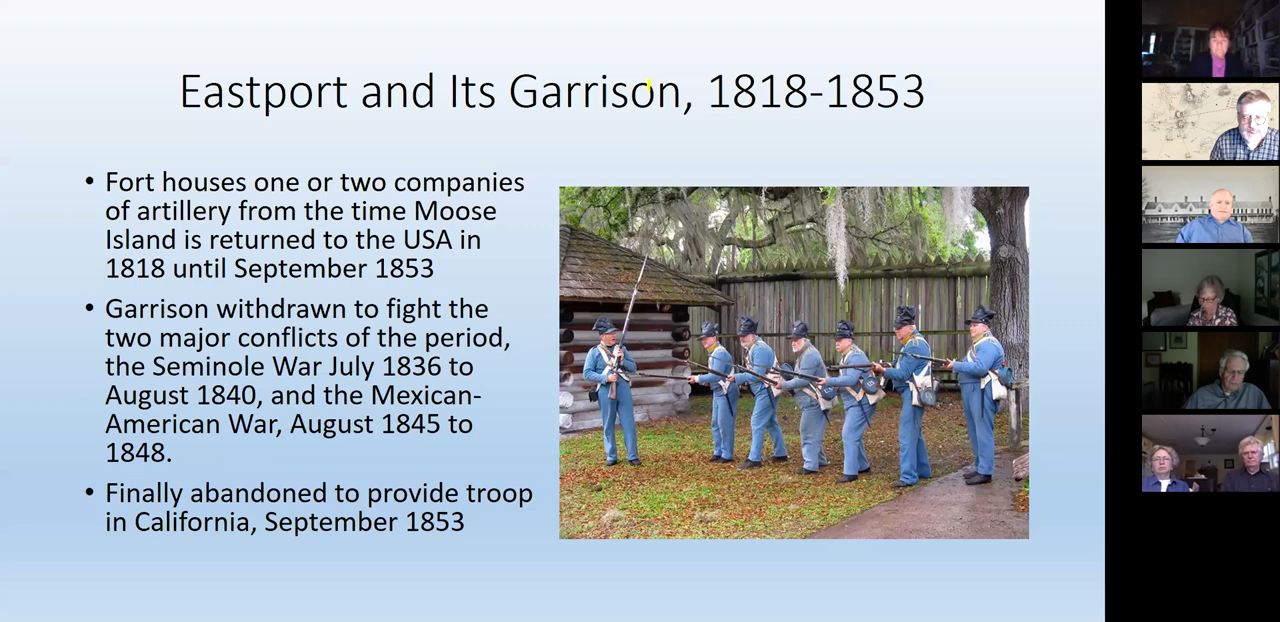 Eastport and Its Garrison, 1818-1853
• Fort houses one or two companies
of artillery from the time Moose
Island is returned to the USA in
1818 until September 1853
• Garrison withdrawn to fight the
two major conflicts of the period,
the Seminole War July 1836 to
August 1840, and the Mexican-
American War, August 1845 to
1848.
• Finally abandoned to provide troop
in California, September 1853